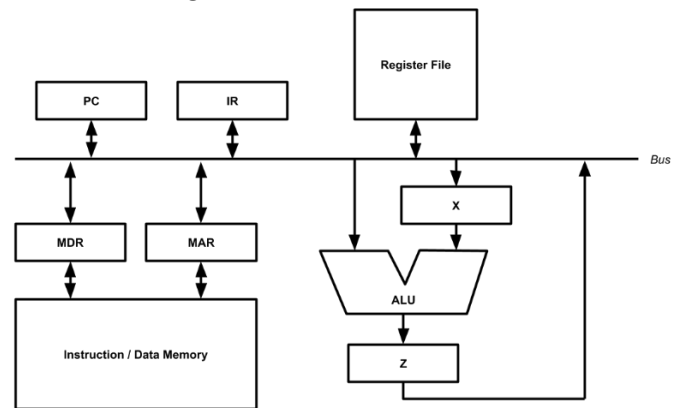 Register File
PC
IR
Bus
X
MDR
MAR
ALU
Instruction / Data Memory
Z